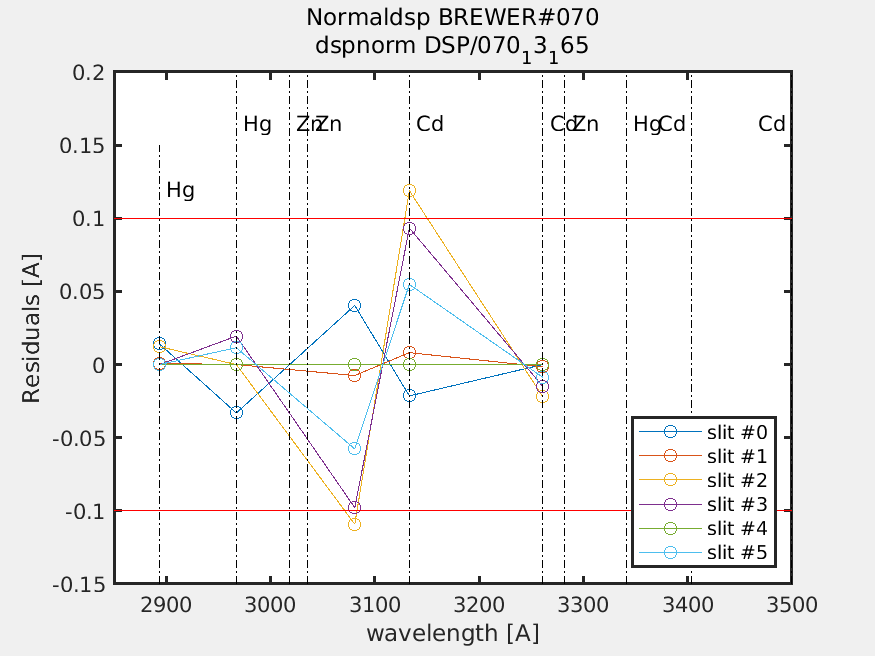 Normaldsp BREWER#070
dspnorm DSP/070₁3₁65
0.2
0.15
0.1
0.05
0
-0.05
-0.1
-0.15
Residuals [A]
Hg
Hg
Zn
Zn
Cd
Cd
Zn
Hg
Cd
Cd
slit #0
slit #1
slit #2
slit #3
slit #4
slit #5
2900 3000 3100 3200 3300 3400 3500
wavelength [A]